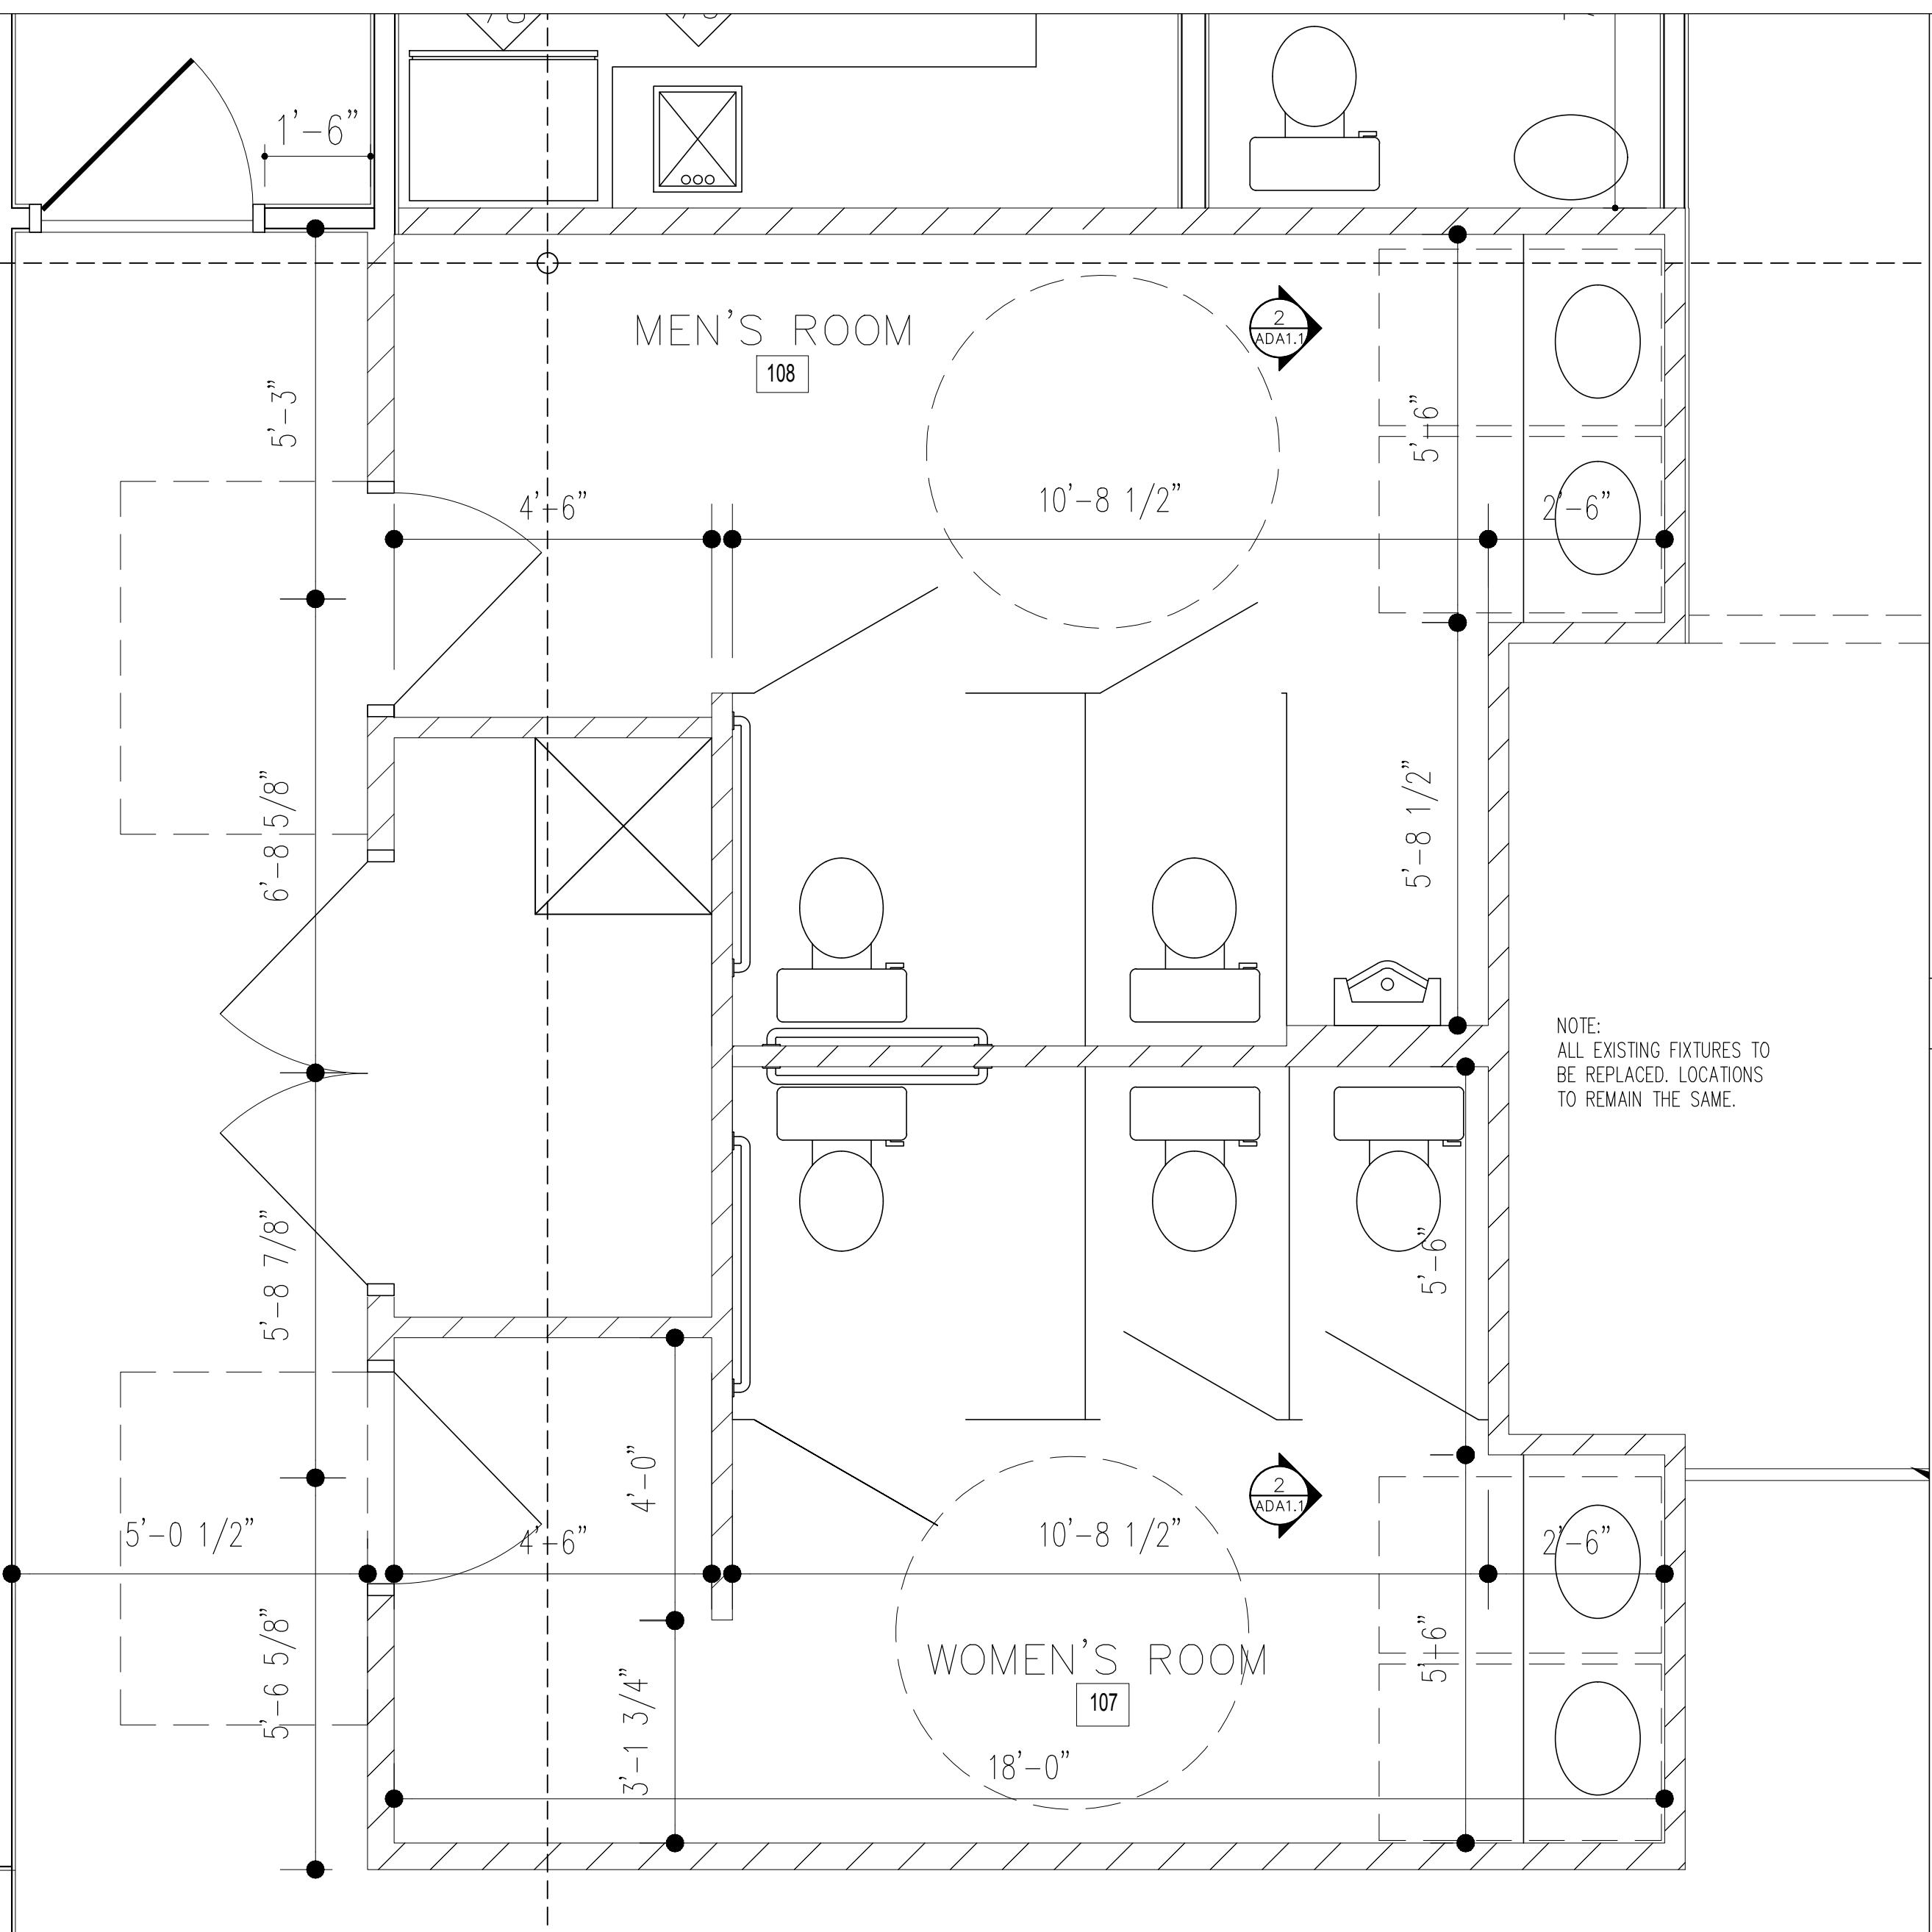 1'-6"
MEN'S ROOM
108
2
ADA1.1
5'-3"
5'-6"
4'-6"
10'-8 1/2"
2'-6"
6'-8 5/8"
5'-8 1/2"
NOTE:
ALL EXISTING FIXTURES TO
BE REPLACED. LOCATIONS
TO REMAIN THE SAME.
5'-8 7/8"
5'-6"
4'-0"
2
ADA1.1
5'-0 1/2"
4'-6"
10'-8 1/2"
2'-6"
5'-6 5/8"
WOMEN'S ROOM
107
5'-6"
3'-1 3/4"
18'-0"